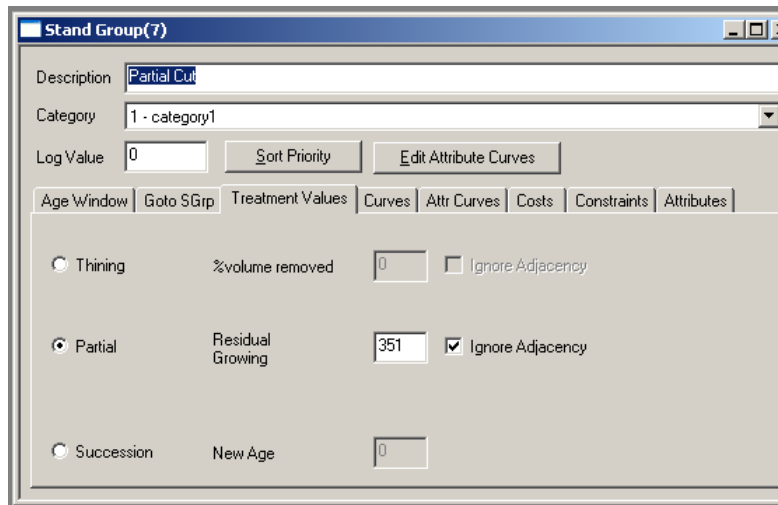 Stand Group(7)
Description Partial Cut
Category 1 - category1
Log Value 0 Sort Priority Edit Attribute Curves
Age Window Goto SGrp Treatment Values Curves Attr Curves Costs Constraints Attributes
Thining %volume removed 0 Ignore Adjacency
Partial Residual Growing 351 Ignore Adjacency
Succession New Age 0